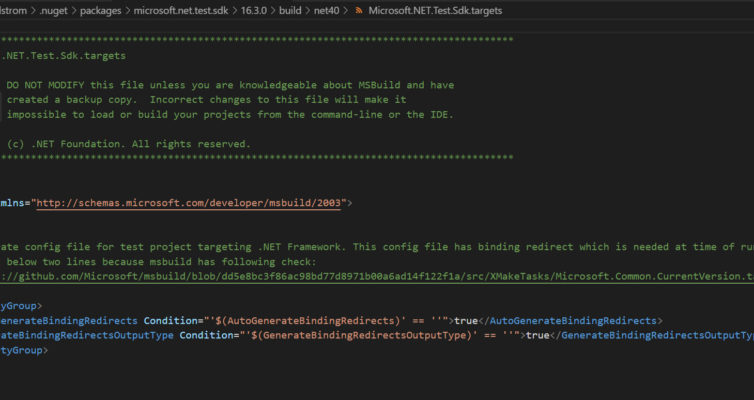 lstrom > .nuget > packages > microsoft.net.test.sdk > 16.3.0 > build > net40 > Microsoft.NET.Test.Sdk.targets
***********************************************************************************************
.NET.Test.Sdk.targets
DO NOT MODIFY this file unless you are knowledgeable about MSBuild and have
created a backup copy.  Incorrect changes to this file will make it
impossible to load or build your projects from the command-line or the IDE.
(c) .NET Foundation. All rights reserved.
***********************************************************************************************
mlns="http://schemas.microsoft.com/developer/msbuild/2003">
ate config file for test project targeting .NET Framework. This config file has binding redirect which is needed at time of ru
below two lines because msbuild has following check:
://github.com/Microsoft/msbuild/blob/dd5e8bc3f86ac98bd77d8971b00a6ad14f122f1a/src/XMakeTasks/Microsoft.Common.CurrentVersion.t
yGroup>
enerateBindingRedirects Condition="'$(AutoGenerateBindingRedirects)' == ''">true</AutoGenerateBindingRedirects>
ateBindingRedirectsOutputType Condition="'$(GenerateBindingRedirectsOutputType)' == ''">true</GenerateBindingRedirectsOutputTyp
tyGroup>